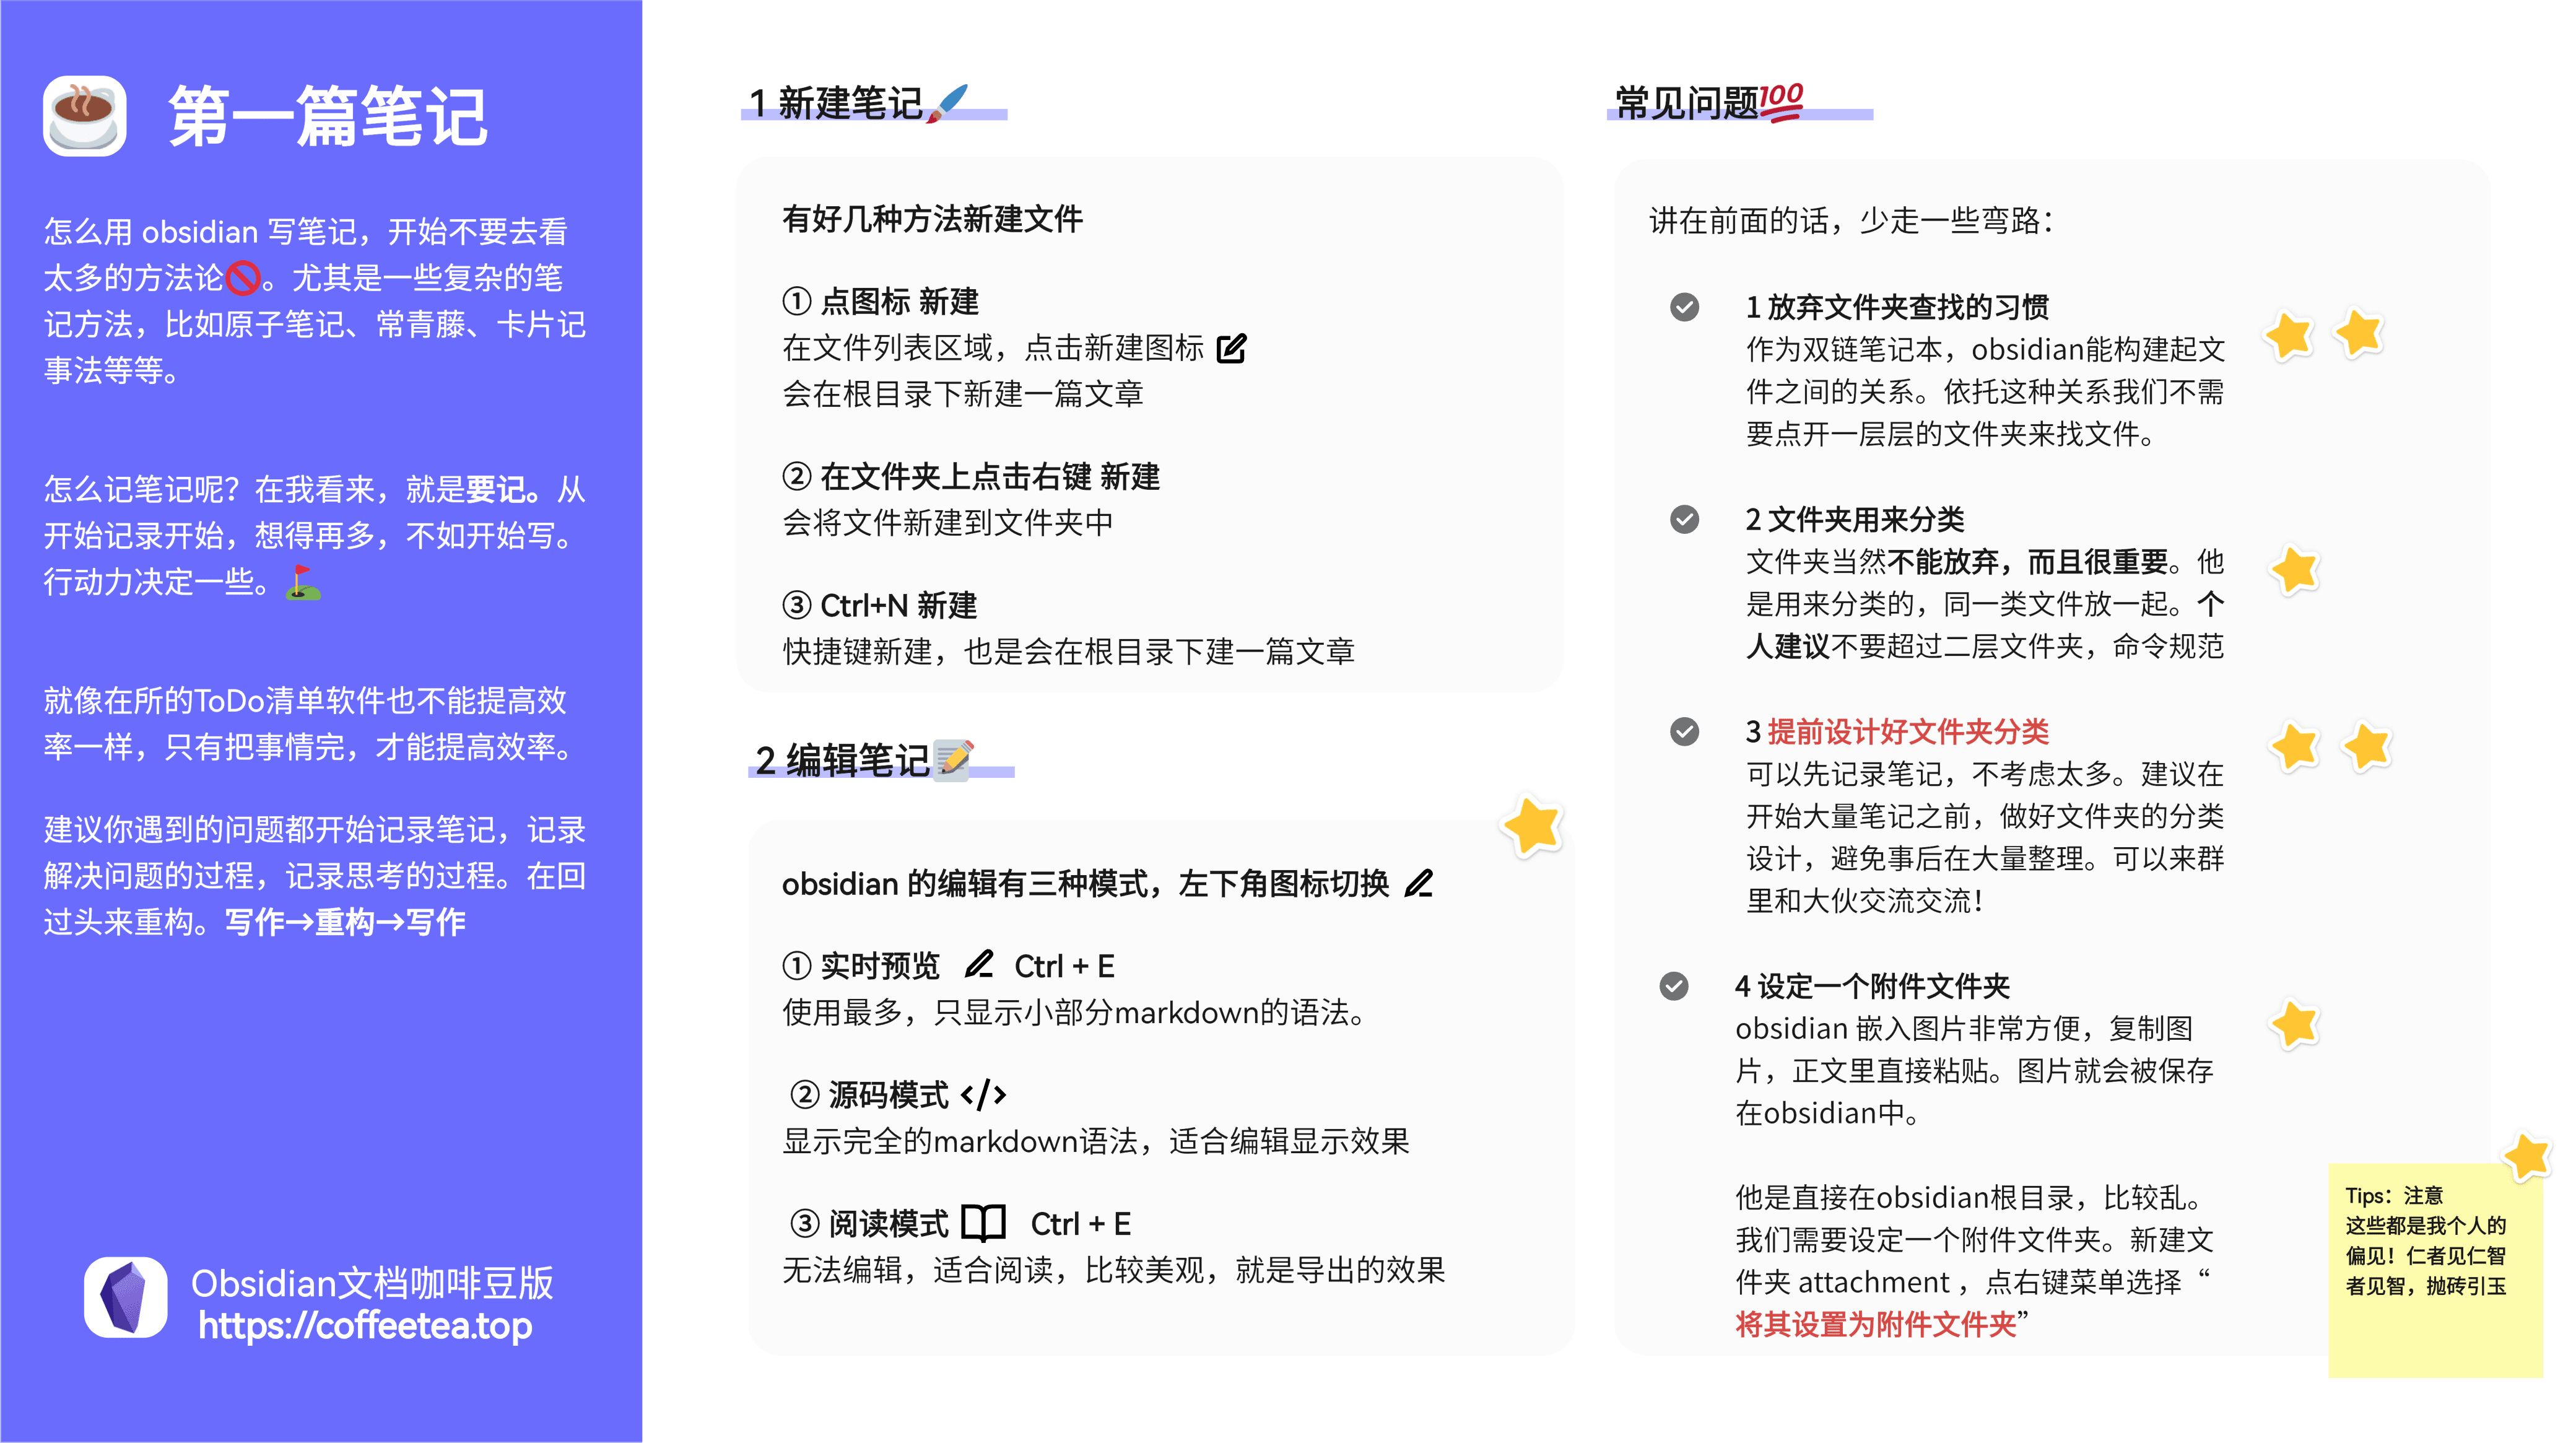 第一篇笔记
怎么用 obsidian 写笔记，开始不要去看
太多的方法论🚫。尤其是一些复杂的笔
记方法，比如原子笔记、常青藤、卡片记
事法等等。
怎么记笔记呢？在我看来，就是要记。从
开始记录开始，想得再多，不如开始写。
行动力决定一些。⛳
就像在所的ToDo清单软件也不能提高效
率一样，只有把事情完，才能提高效率。
建议你遇到的问题都开始记录笔记，记录
解决问题的过程，记录思考的过程。在回
过头来重构。写作→重构→写作
Obsidian文档咖啡豆版
https://coffeetea.top
1 新建笔记🖌️
有好几种方法新建文件
① 点图标 新建
在文件列表区域，点击新建图标
会在根目录下新建一篇文章
② 在文件夹上点击右键 新建
会将文件新建到文件夹中
③ Ctrl+N 新建
快捷键新建，也是会在根目录下建一篇文章
2 编辑笔记📝
obsidian 的编辑有三种模式，左下角图标切换
① 实时预览 Ctrl + E
使用最多，只显示小部分markdown的语法。
② 源码模式 </>
显示完全的markdown语法，适合编辑显示效果
③ 阅读模式 Ctrl + E
无法编辑，适合阅读，比较美观，就是导出的效果
常见问题💯
讲在前面的话，少走一些弯路：
1 放弃文件夹查找的习惯
作为双链笔记本，obsidian能构建起文
件之间的关系。依托这种关系我们不需
要点开一层层的文件夹来找文件。
2 文件夹用来分类
文件夹当然不能放弃，而且很重要。他
是用来分类的，同一类文件放一起。个
人建议不要超过二层文件夹，命令规范
3 提前设计好文件夹分类
可以先记录笔记，不考虑太多。建议在
开始大量笔记之前，做好文件夹的分类
设计，避免事后在大量整理。可以来群
里和大伙交流交流！
4 设定一个附件文件夹
obsidian 嵌入图片非常方便，复制图
片，正文里直接粘贴。图片就会被保存
在obsidian中。
他是直接在obsidian根目录，比较乱。
我们需要设定一个附件文件夹。新建文
件夹 attachment ，点右键菜单选择“
将其设置为附件文件夹”
Tips：注意
这些都是我个人的
偏见！仁者见仁智
者见智，抛砖引玉